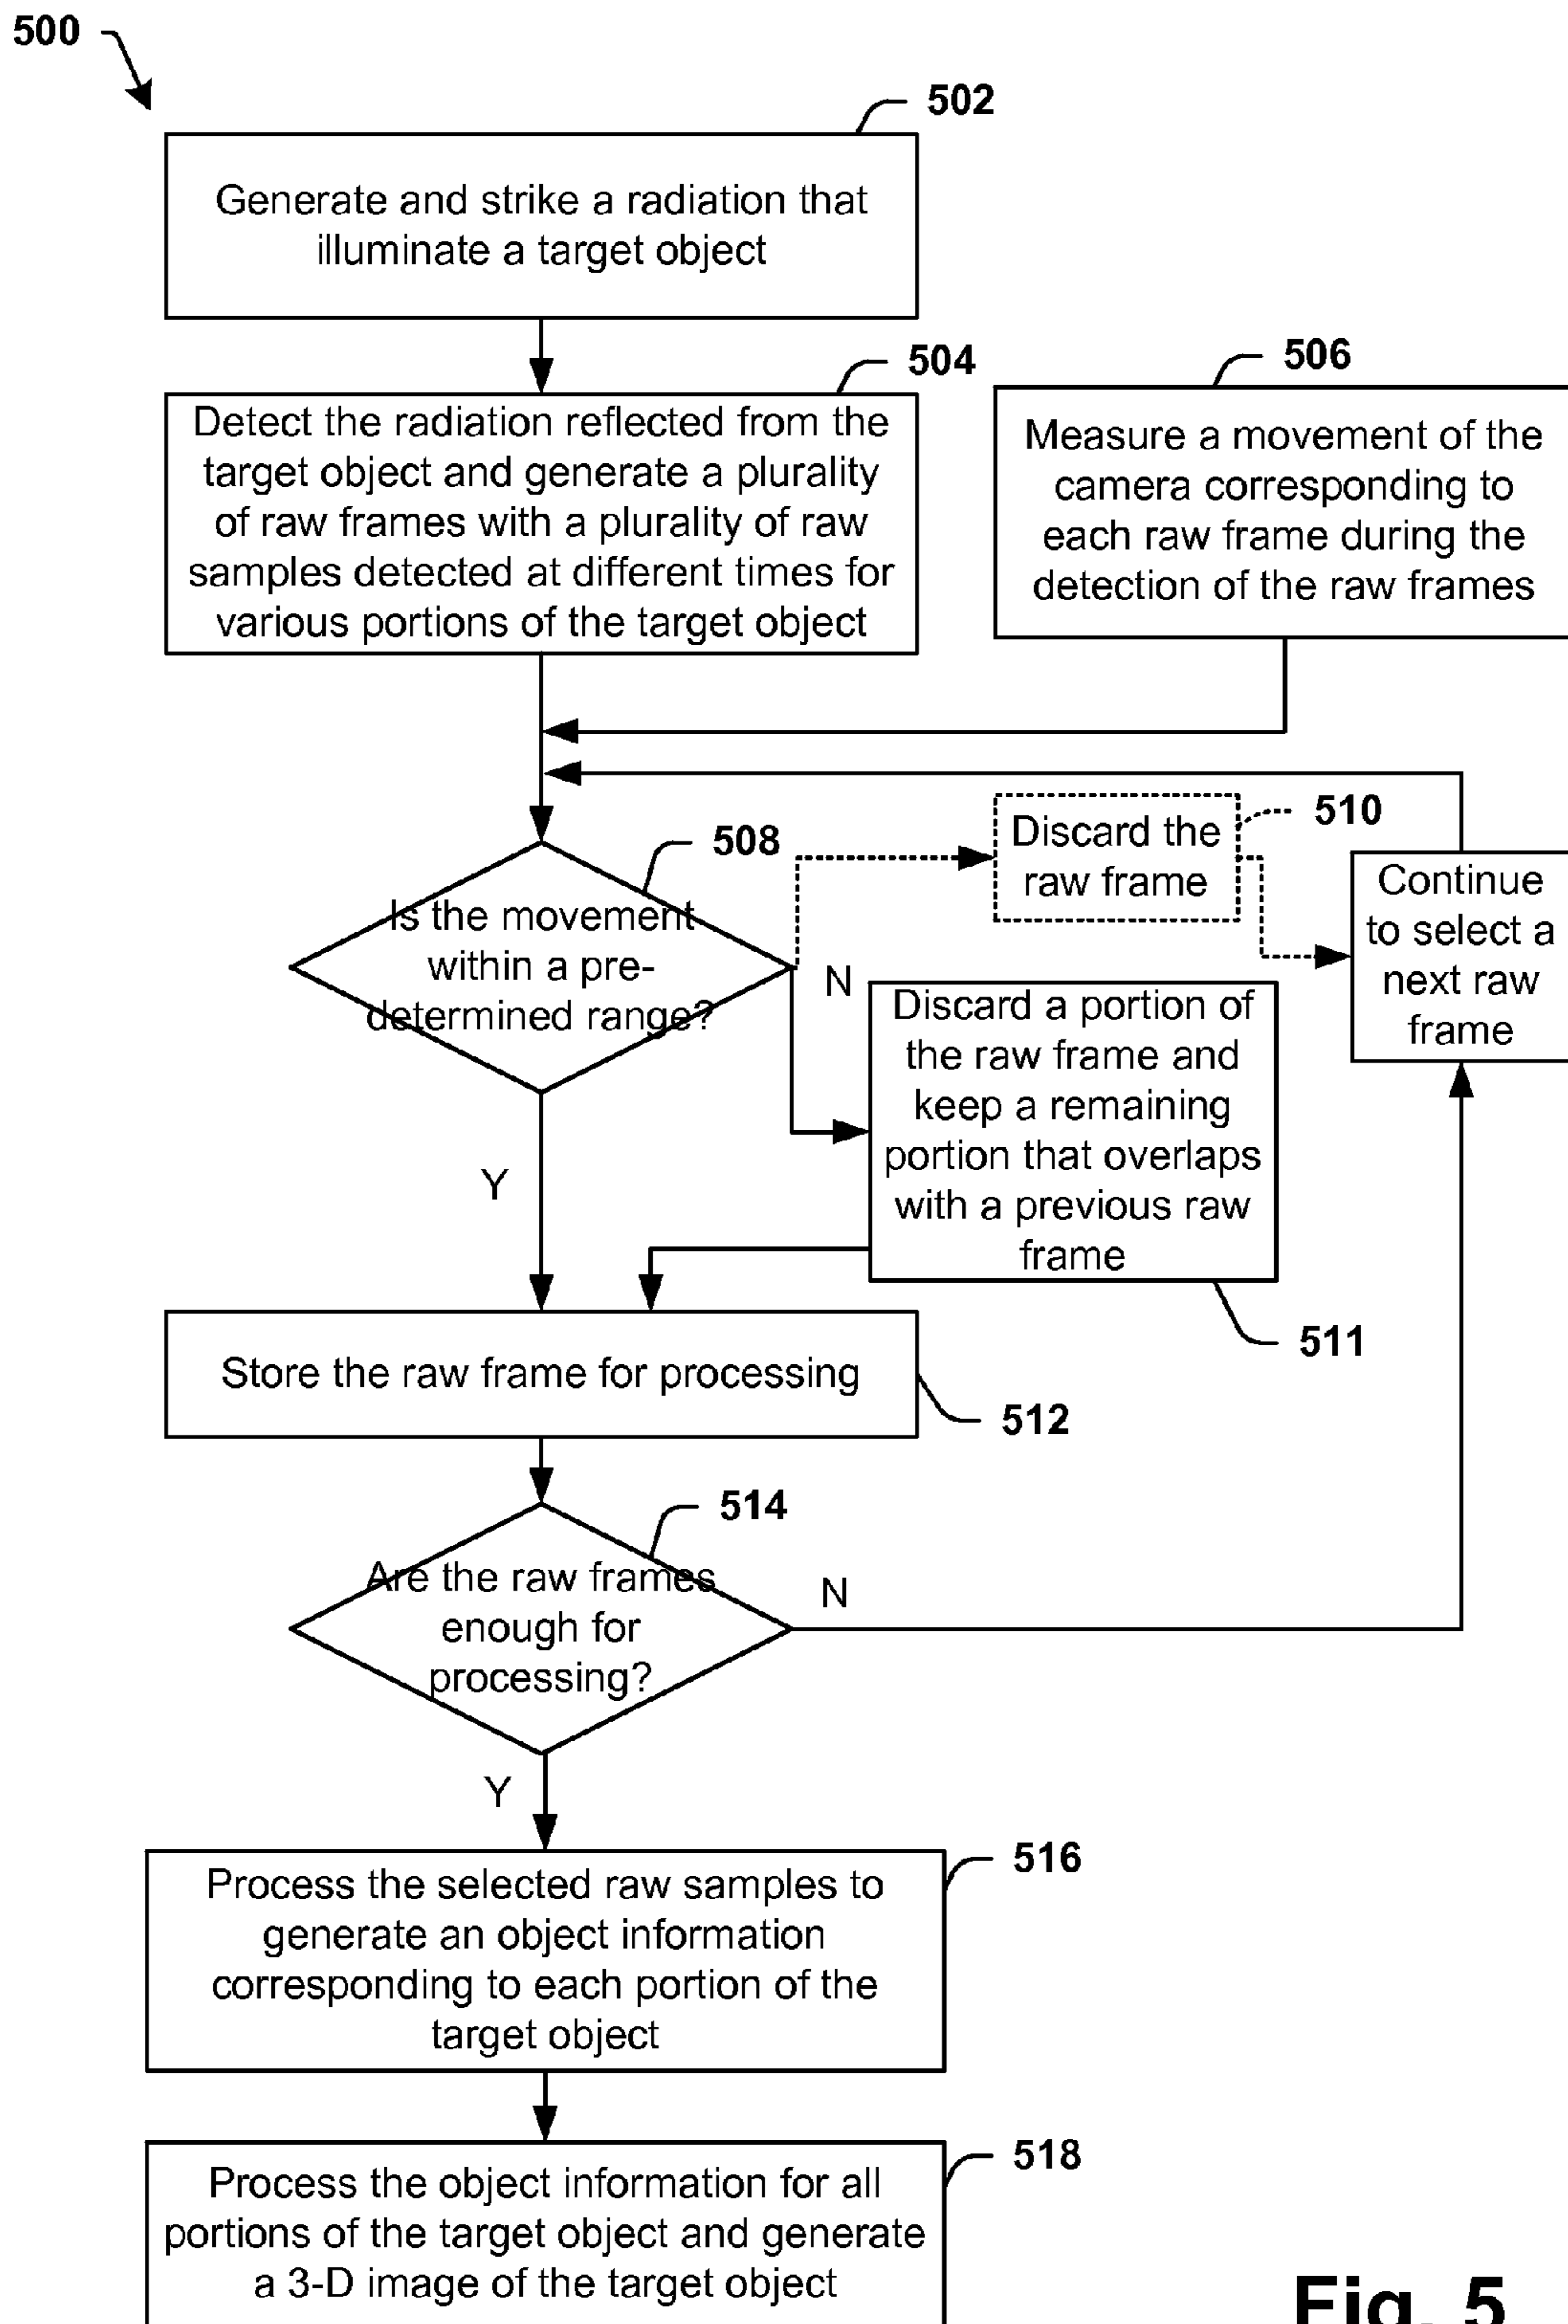 500
502
Generate and strike a radiation that
illuminate a target object
504
Detect the radiation reflected from the
target object and generate a plurality
of raw frames with a plurality of raw
samples detected at different times for
various portions of the target object
506
Measure a movement of the
camera corresponding to
each raw frame during the
detection of the raw frames
508
Is the movement
within a pre-
determined range?
N
510
Discard the
raw frame
Continue
to select a
next raw
frame
Discard a portion of
the raw frame and
keep a remaining
portion that overlaps
with a previous raw
frame
511
Y
Store the raw frame for processing
512
514
Are the raw frames
enough for
processing?
N
Y
516
Process the selected raw samples to
generate an object information
corresponding to each portion of the
target object
518
Process the object information for all
portions of the target object and generate
a 3-D image of the target object
Fig. 5